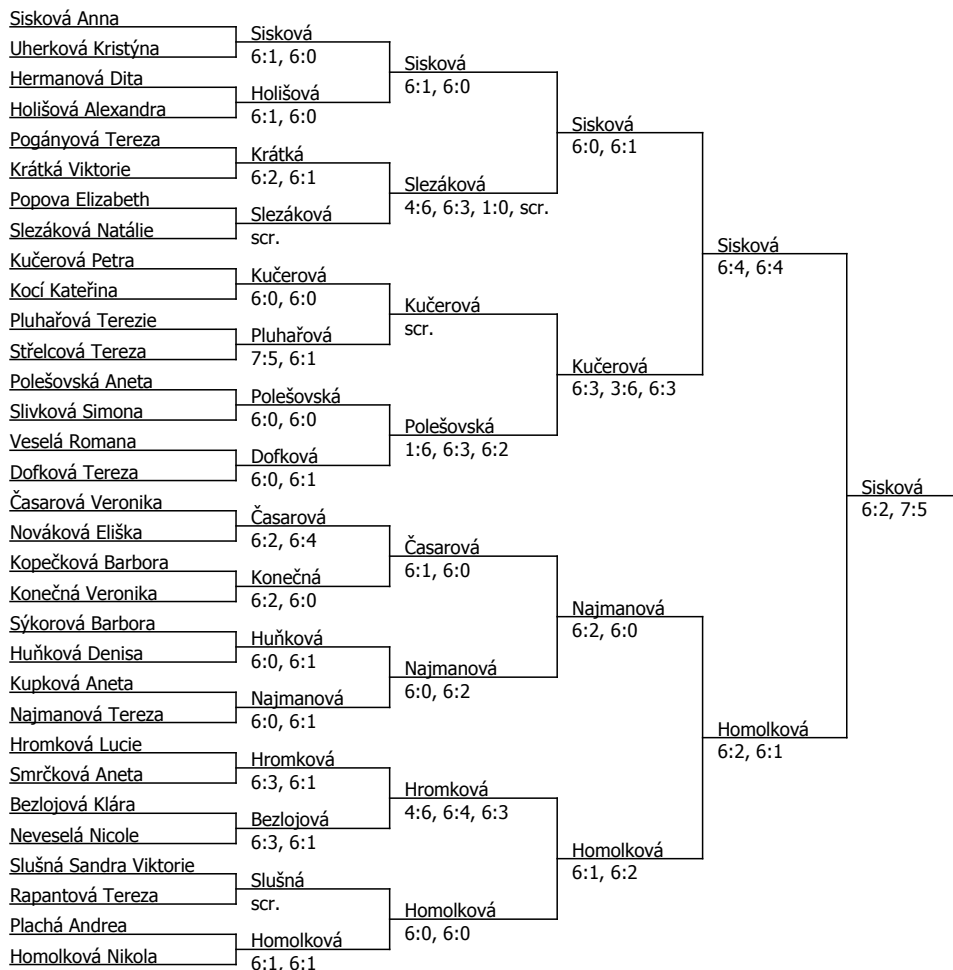 Sisková Anna
Uherková Kristýna
Hermanová Dita
Holišová Alexandra
Pogányová Tereza
Krátká Viktorie
Popova Elizabeth
Slezáková Natálie
Kučerová Petra
Kocí Kateřina
Pluhařová Terezie
Střelcová Tereza
Polešovská Aneta
Slivková Simona
Veselá Romana
Dofková Tereza
Časarová Veronika
Nováková Eliška
Kopečková Barbora
Konečná Veronika
Sýkorová Barbora
Huňková Denisa
Kupková Aneta
Najmanová Tereza
Hromková Lucie
Smrčková Aneta
Bezlojová Klára
Neveselá Nicole
Slušná Sandra Viktorie
Rapantová Tereza
Plachá Andrea
Homolková Nikola
Sisková
6:1, 6:0
Holišová
6:1, 6:0
Krátká
6:2, 6:1
Slezáková
scr.
Kučerová
6:0, 6:0
Pluhařová
7:5, 6:1
Polešovská
6:0, 6:0
Dofková
6:0, 6:1
Časarová
6:2, 6:4
Konečná
6:2, 6:0
Huňková
6:0, 6:1
Najmanová
6:0, 6:1
Hromková
6:3, 6:1
Bezlojová
6:3, 6:1
Slušná
scr.
Homolková
6:1, 6:1
Sisková
6:1, 6:0
Slezáková
4:6, 6:3, 1:0, scr.
Kučerová
scr.
Polešovská
1:6, 6:3, 6:2
Časarová
6:1, 6:0
Najmanová
6:0, 6:2
Hromková
4:6, 6:4, 6:3
Homolková
6:0, 6:0
Sisková
6:0, 6:1
Kučerová
6:3, 3:6, 6:3
Najmanová
6:2, 6:0
Homolková
6:1, 6:2
Sisková
6:4, 6:4
Homolková
6:2, 6:1
Sisková
6:2, 7:5